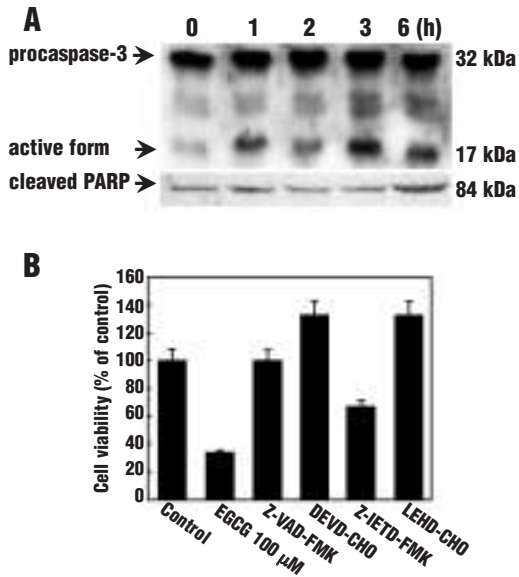 A
0 1 2 3 6 (h)
procaspase-3 32 kDa
active form 17 kDa
cleaved PARP 84 kDa
B
Cell viability (% of control)
160
140
120
100
80
60
40
20
0
Control
EGCG 100 µM
Z-VAD-FMK
DEVD-CHO
Z-IETD-FMK
LEHD-CHO